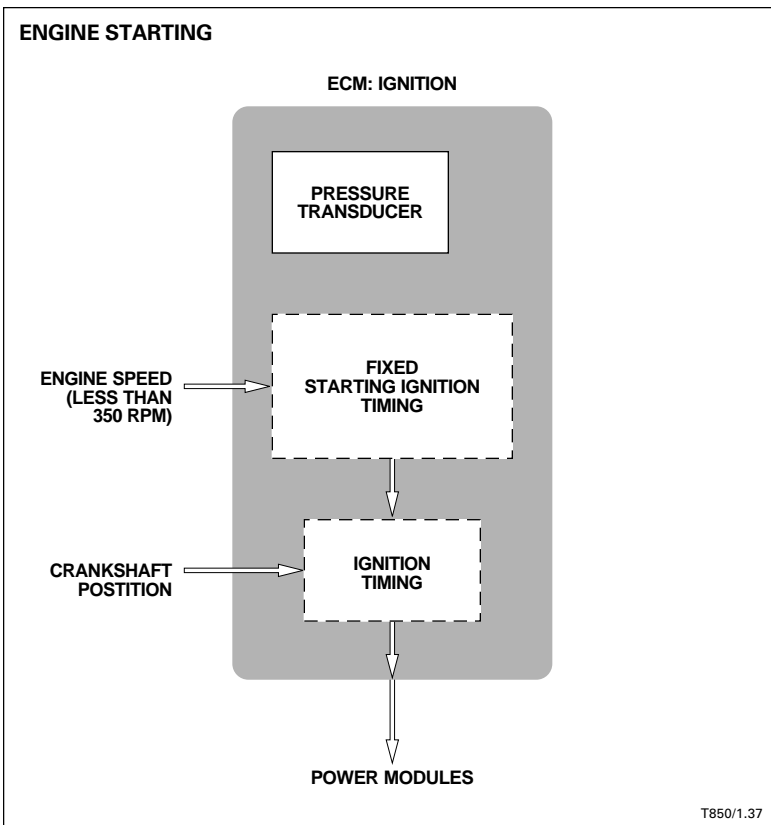 ENGINE STARTING
ECM: IGNITION
PRESSURE
TRANSDUCER
ENGINE SPEED
(LESS THAN
350 RPM)
FIXED
STARTING IGNITION
TIMING
CRANKSHAFT
POSTITION
IGNITION
TIMING
POWER MODULES
T850/1.37